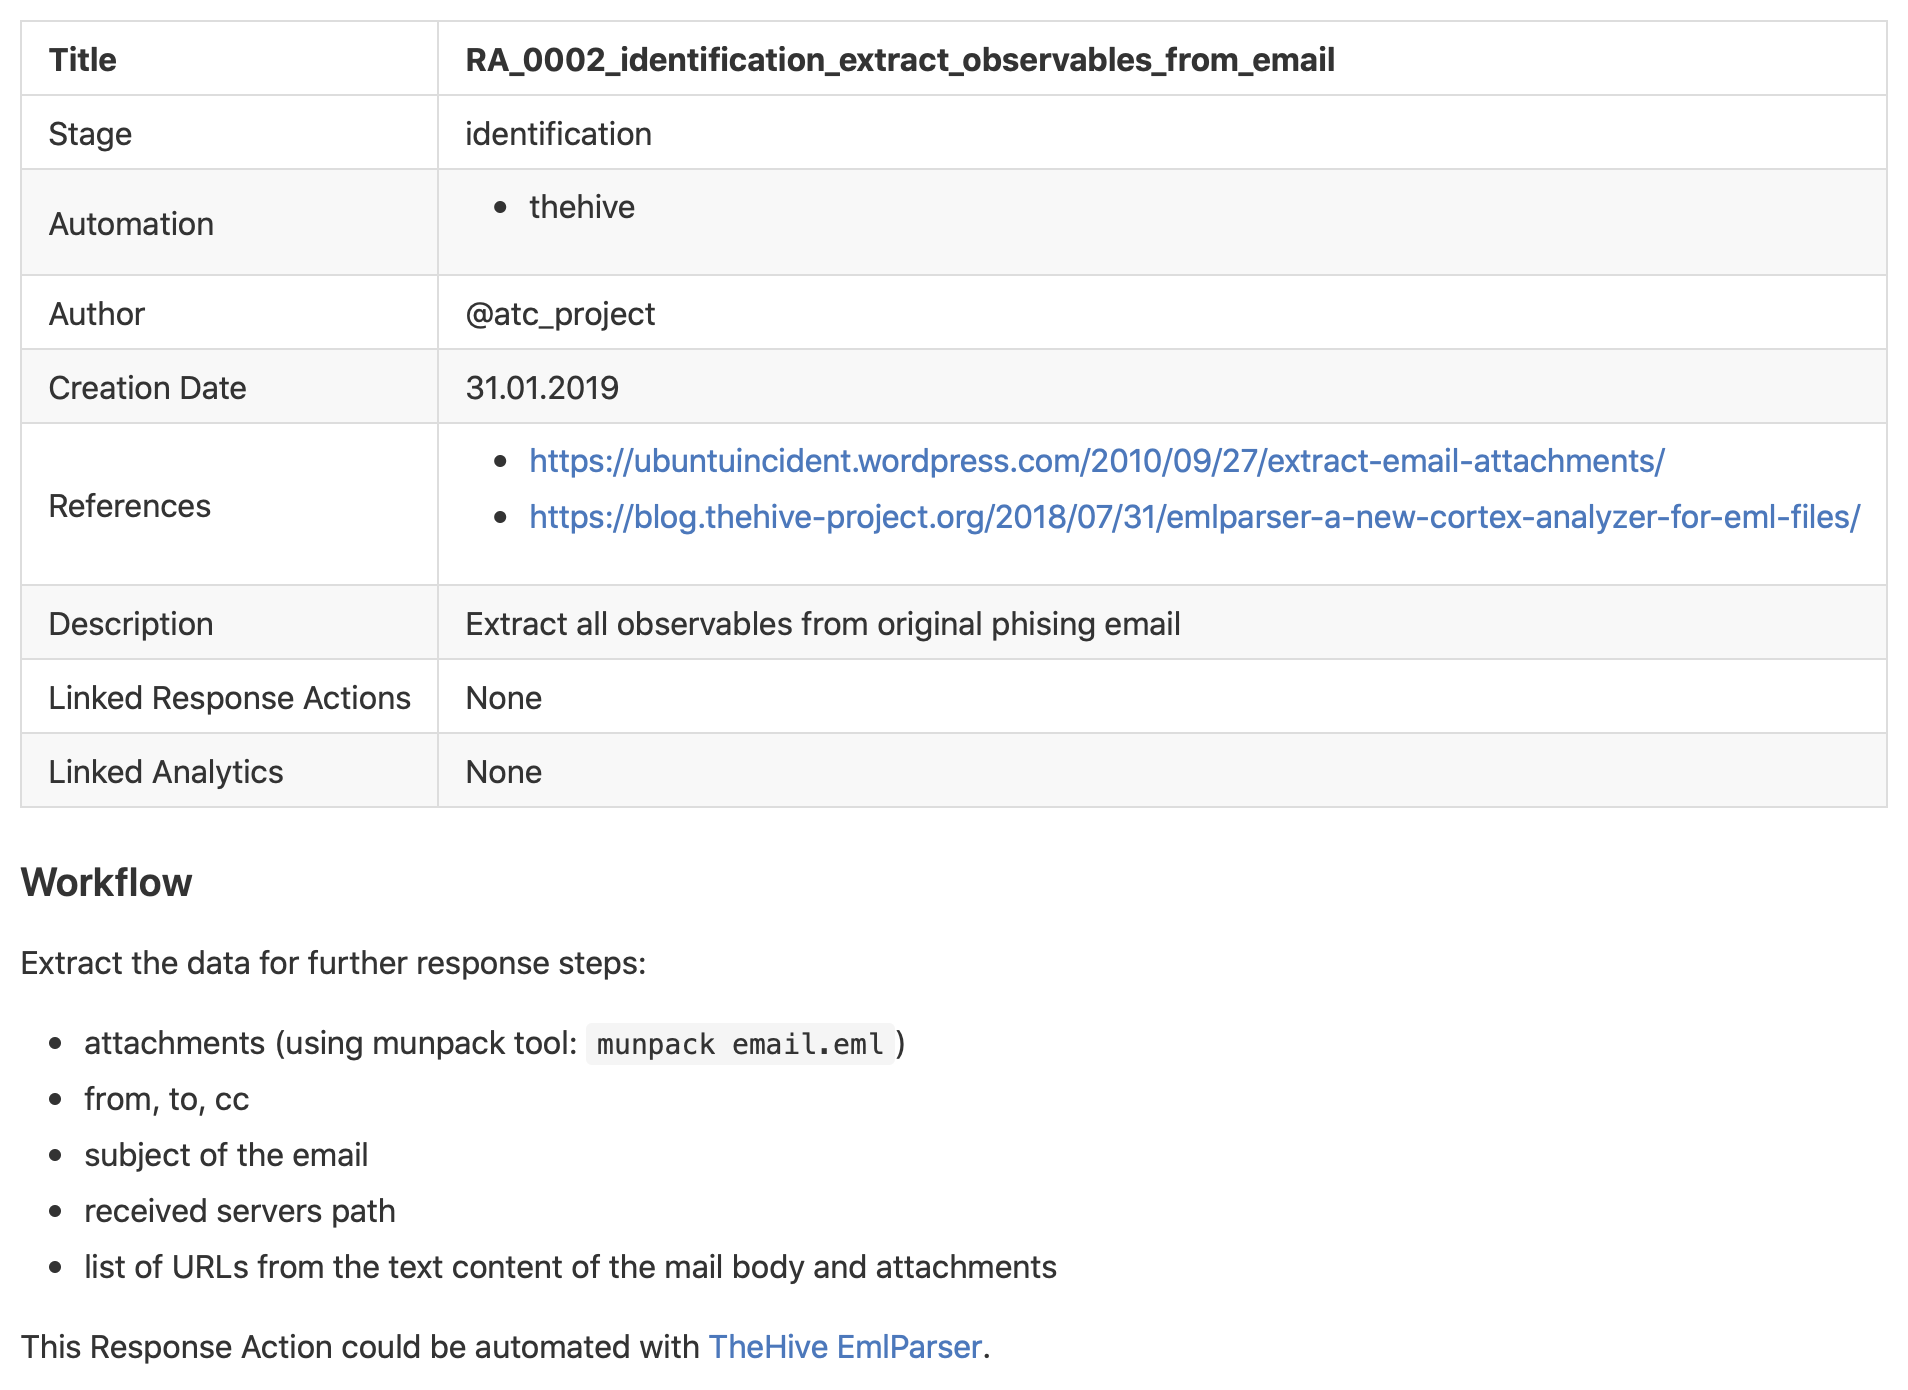 Title RA_0002_identification_extract_observables_from_email
Stage identification
Automation • thehive
Author @atc_project
Creation Date 31.01.2019
References • https://ubuntuincident.wordpress.com/2010/09/27/extract-email-attachments/
• https://blog.thehive-project.org/2018/07/31/emlparser-a-new-cortex-analyzer-for-eml-files/
Description Extract all observables from original phising email
Linked Response Actions None
Linked Analytics None
Workflow
Extract the data for further response steps:
• attachments (using munpack tool: munpack email.eml)
• from, to, cc
• subject of the email
• received servers path
• list of URLs from the text content of the mail body and attachments
This Response Action could be automated with TheHive EmlParser.